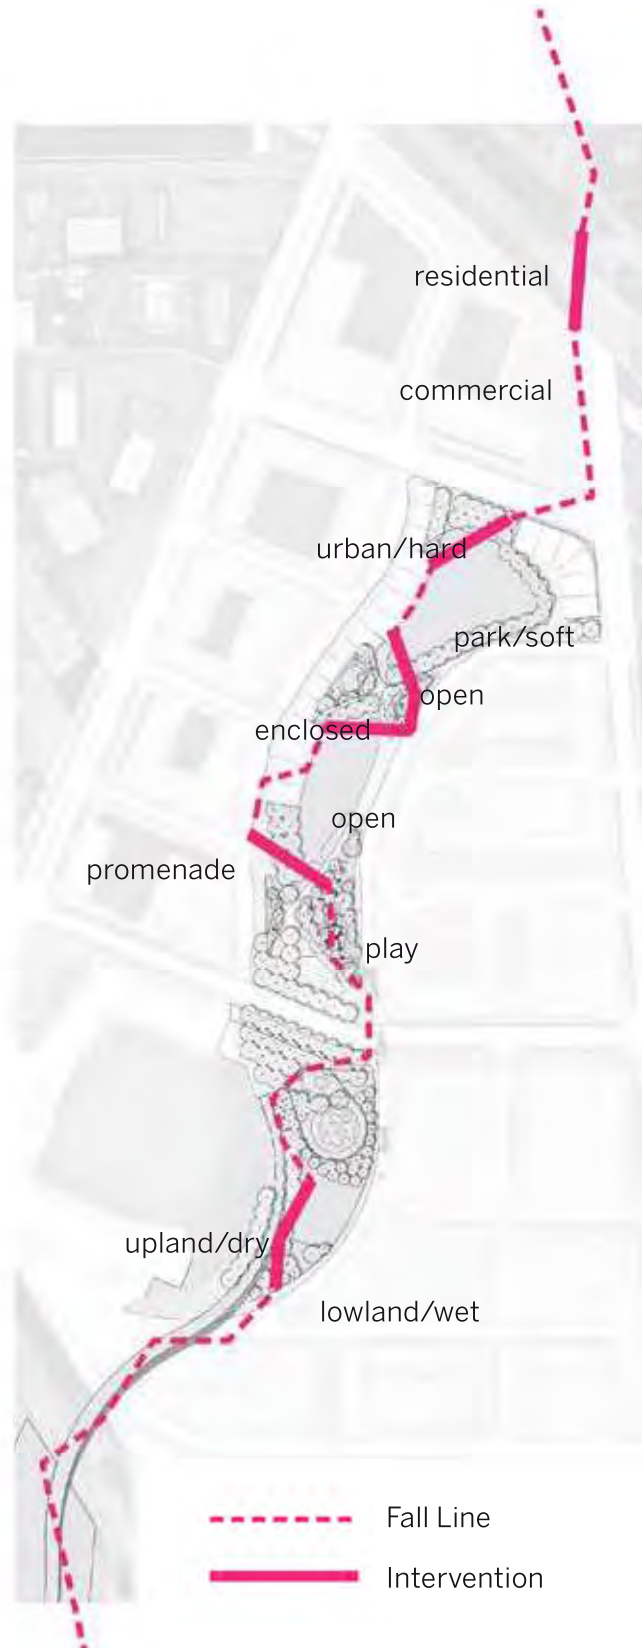 residential
commercial
urban/hard
park/soft
open
enclosed
open
promenade
play
upland/dry
lowland/wet
Fall Line
Intervention